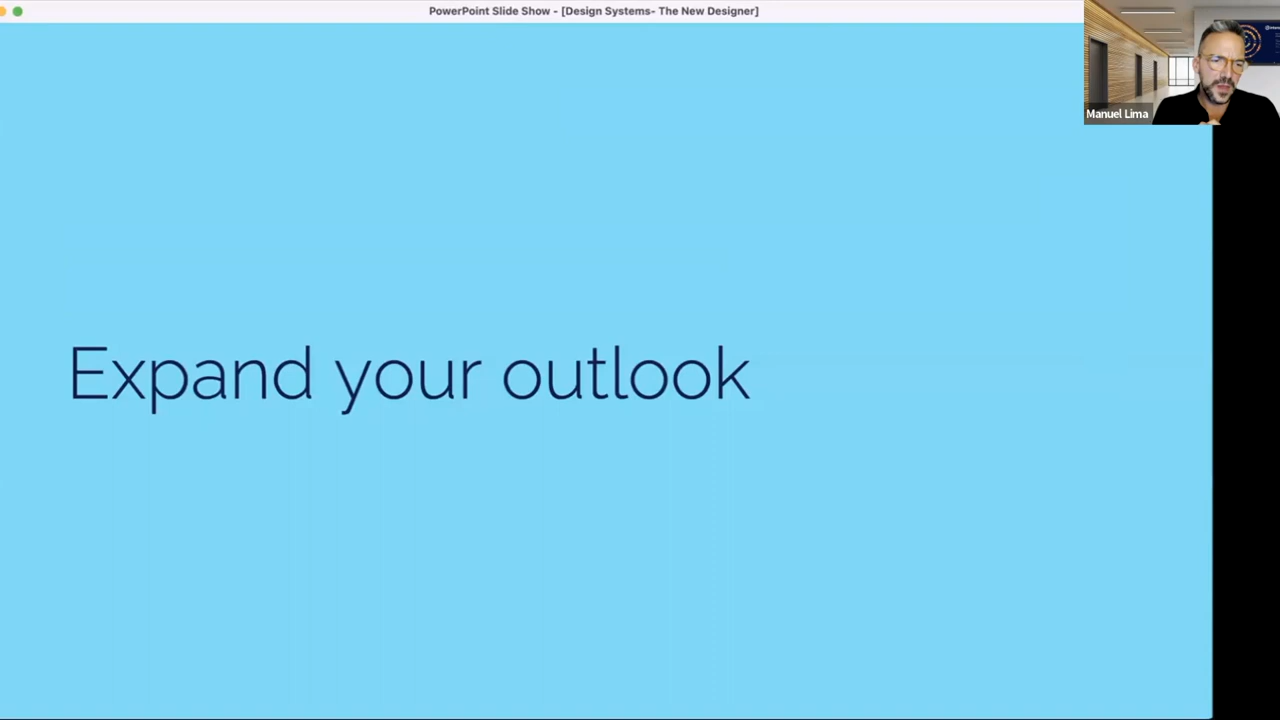 PowerPoint Slide Show - [Design Systems- The New Designer]
Manuel Lima
Expand your outlook